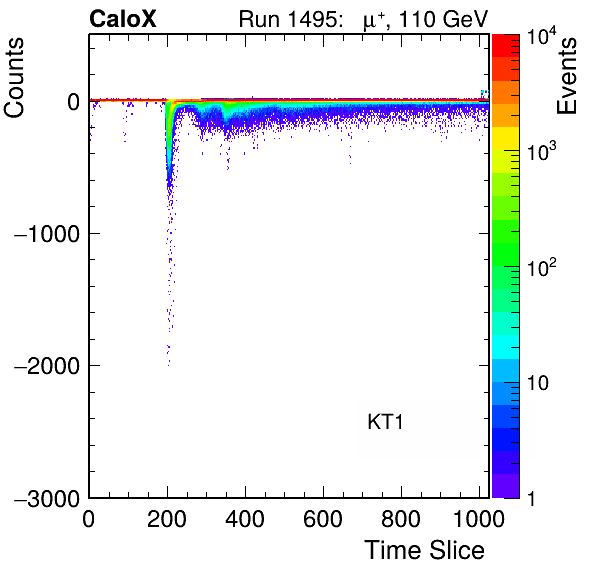 CaloX Run 1495: μ⁺, 110 GeV
Counts
Events
0
−1000
−2000
−3000
10⁴
10³
10²
10
1
KT1
0 200 400 600 800 1000
Time Slice